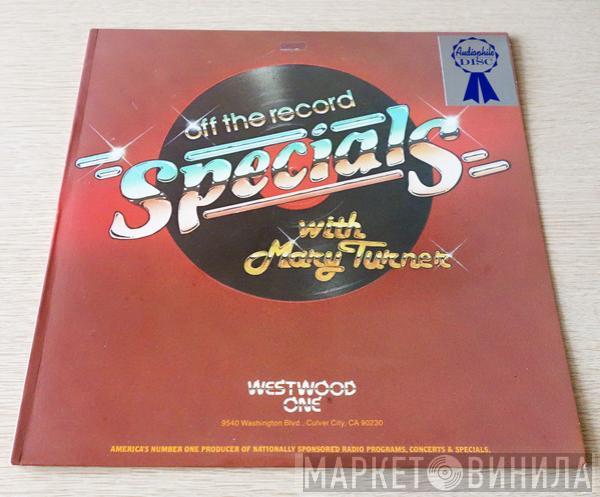 Audiophile
DISC
off the record
Specials
with
Mary Turner
WESTWOOD
ONE
9540 Washington Blvd., Culver City, CA 90230
AMERICA'S NUMBER ONE PRODUCER OF NATIONALLY SPONSORED RADIO PROGRAMS, CONCERTS & SPECIALS.
МАРКЕТ ВИНИЛА